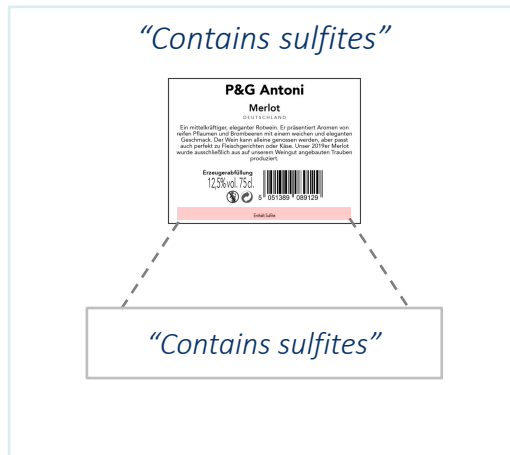 “Contains sulfites”
P&G Antoni
Merlot
DEUTSCHLAND
Ein mittelkräftiger, eleganter Rotwein. Er präsentiert Aromen von
reifen Pflaumen und Brombeeren mit einem weichen und eleganten
Geschmack. Der Wein kann alleine genossen werden, aber passt
auch perfekt zu Fleischgerichten oder Käse. Unser 2019er Merlot
wurde ausschließlich aus auf unserem Weingut angebauten Trauben
produziert.
Erzeugerabfüllung
12,5%vol. 75cl.
5 051389 089129
Enthält Sulfite
“Contains sulfites”